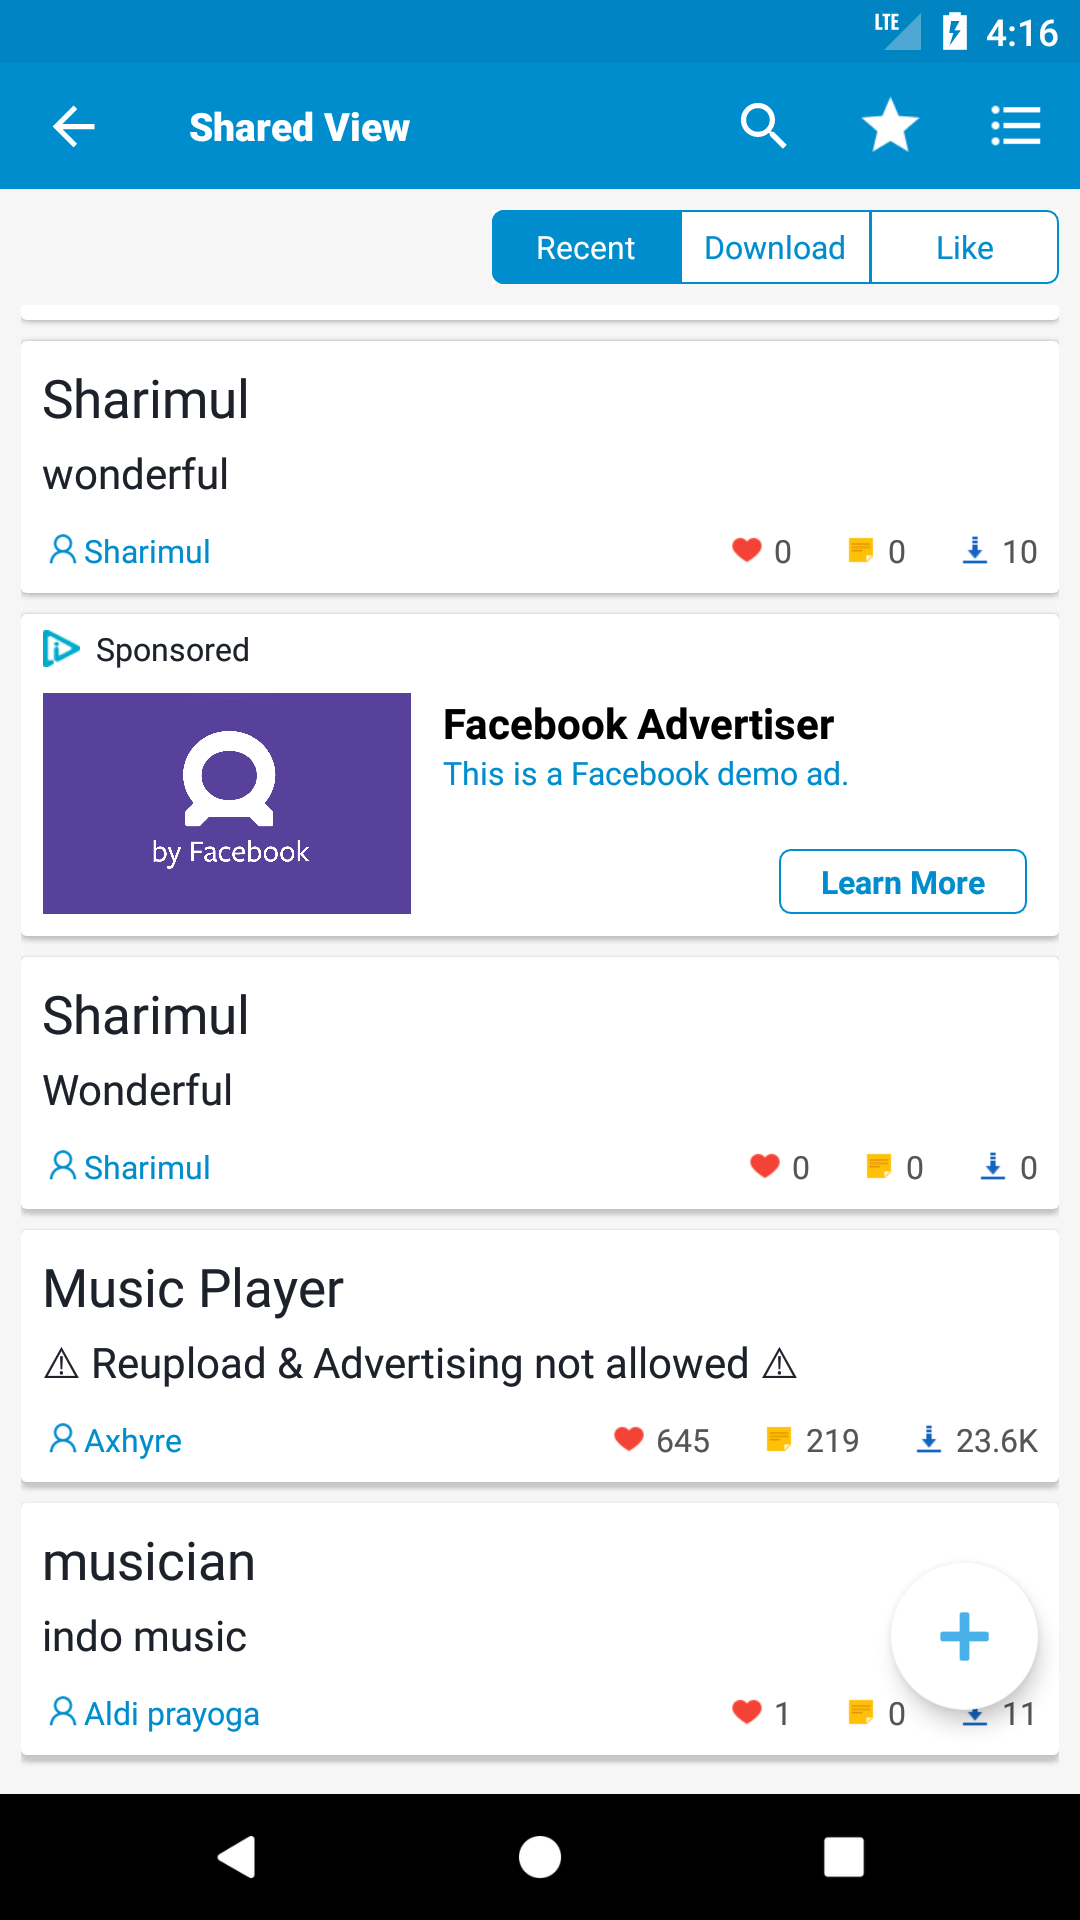 LTE 4:16
Shared View
Recent Download Like
Sharimul
wonderful
Sharimul 0 0 10
Sponsored
by Facebook
Facebook Advertiser
This is a Facebook demo ad.
Learn More
Sharimul
Wonderful
Sharimul 0 0 0
Music Player
⚠ Reupload & Advertising not allowed ⚠
Axhyre 645 219 23.6K
musician
indo music
Aldi prayoga 1 0 11